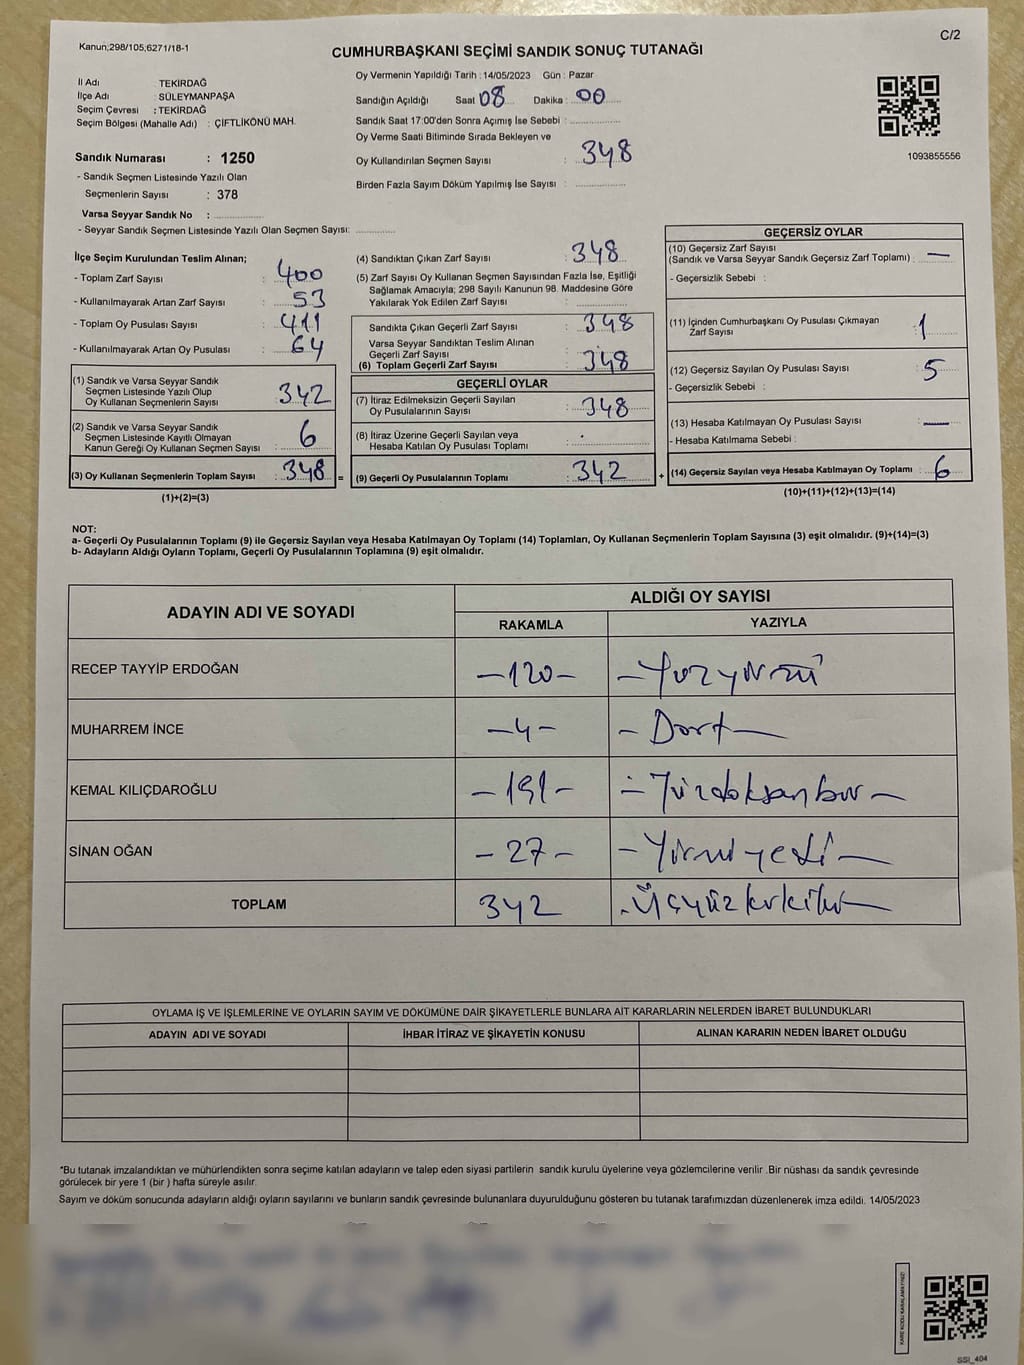 Kanun;298/105;6271/18-1
C/2
CUMHURBAŞKANI SEÇİMİ SANDIK SONUÇ TUTANAĞI
İl Adı : TEKİRDAĞ
İlçe Adı : SÜLEYMANPAŞA
Seçim Çevresi : TEKİRDAĞ
Seçim Bölgesi (Mahalle Adı) : ÇİFTLİKÖNÜ MAH.
Sandık Numarası : 1250
- Sandık Seçmen Listesinde Yazılı Olan
Seçmenlerin Sayısı : 378
Varsa Seyyar Sandık No :
- Seyyar Sandık Seçmen Listesinde Yazılı Olan Seçmen Sayısı:
Oy Vermenin Yapıldığı Tarih : 14/05/2023 Gün : Pazar
Sandığın Açıldığı Saat 08 Dakika : 00
Sandık Saat 17:00'den Sonra Açımış İse Sebebi :
Oy Verme Saati Bitiminde Sırada Bekleyen ve
Oy Kullandırılan Seçmen Sayısı : 348
Birden Fazla Sayım Döküm Yapılmış İse Sayısı :
1093855556
İlçe Seçim Kurulundan Teslim Alınan;
- Toplam Zarf Sayısı : 400
- Kullanılmayarak Artan Zarf Sayısı : 53
- Toplam Oy Pusulası Sayısı : 411
- Kullanılmayarak Artan Oy Pusulası : 64
(1) Sandık ve Varsa Seyyar Sandık
Seçmen Listesinde Yazılı Olup
Oy Kullanan Seçmenlerin Sayısı : 342
(2) Sandık ve Varsa Seyyar Sandık
Seçmen Listesinde Kayıtlı Olmayan
Kanun Gereği Oy Kullanan Seçmen Sayısı : 6
(3) Oy Kullanan Seçmenlerin Toplam Sayısı : 348 =
(1)+(2)=(3)
(4) Sandıktan Çıkan Zarf Sayısı : 348
(5) Zarf Sayısı Oy Kullanan Seçmen Sayısından Fazla İse, Eşitliği
Sağlamak Amacıyla; 298 Sayılı Kanunun 98. Maddesine Göre
Yakılarak Yok Edilen Zarf Sayısı :
Sandıkta Çıkan Geçerli Zarf Sayısı : 348
Varsa Seyyar Sandıktan Teslim Alınan
Geçerli Zarf Sayısı :
(6) Toplam Geçerli Zarf Sayısı : 348
GEÇERLİ OYLAR
(7) İtiraz Edilmeksizin Geçerli Sayılan
Oy Pusulalarının Sayısı : 348
(8) İtiraz Üzerine Geçerli Sayılan veya
Hesaba Katılan Oy Pusulası Toplamı :
(9) Geçerli Oy Pusulalarının Toplamı : 342 +
GEÇERSİZ OYLAR
(10) Geçersiz Zarf Sayısı
(Sandık ve Varsa Seyyar Sandık Geçersiz Zarf Toplamı) : —
- Geçersizlik Sebebi :
(11) İçinden Cumhurbaşkanı Oy Pusulası Çıkmayan
Zarf Sayısı : 1
(12) Geçersiz Sayılan Oy Pusulası Sayısı : 5
- Geçersizlik Sebebi :
(13) Hesaba Katılmayan Oy Pusulası Sayısı : —
- Hesaba Katılmama Sebebi :
(14) Geçersiz Sayılan veya Hesaba Katılmayan Oy Toplamı : 6
(10)+(11)+(12)+(13)=(14)
NOT:
a- Geçerli Oy Pusulalarının Toplamı (9) ile Geçersiz Sayılan veya Hesaba Katılmayan Oy Toplamı (14) Toplamları, Oy Kullanan Seçmenlerin Toplam Sayısına (3) eşit olmalıdır. (9)+(14)=(3)
b- Adayların Aldığı Oyların Toplamı, Geçerli Oy Pusulalarının Toplamına (9) eşit olmalıdır.
ADAYIN ADI VE SOYADI ALDIĞI OY SAYISI
RAKAMLA YAZIYLA
RECEP TAYYİP ERDOĞAN -120- -Yüzyirmi
MUHARREM İNCE -4- -Dört-
KEMAL KILIÇDAROĞLU -191- -Yüzdoksanbir-
SİNAN OĞAN -27- -Yirmiyedi-
TOPLAM 342 Üçyüzkırkiki-
OYLAMA İŞ VE İŞLEMLERİNE VE OYLARIN SAYIM VE DÖKÜMÜNE DAİR ŞİKAYETLERLE BUNLARA AİT KARARLARIN NELERDEN İBARET BULUNDUKLARI
ADAYIN ADI VE SOYADI İHBAR İTİRAZ VE ŞİKAYETİN KONUSU ALINAN KARARIN NEDEN İBARET OLDUĞU
*Bu tutanak imzalandıktan ve mühürlendikten sonra seçime katılan adayların ve talep eden siyasi partilerin sandık kurulu üyelerine veya gözlemcilerine verilir .Bir nüshası da sandık çevresinde
görülecek bir yere 1 (bir ) hafta süreyle asılır.
Sayım ve döküm sonucunda adayların aldığı oyların sayılarını ve bunların sandık çevresinde bulunanlara duyurulduğunu gösteren bu tutanak tarafımızdan düzenlenerek imza edildi. 14/05/2023
KARE KODU KARALAMAYINIZ!
SSI_404